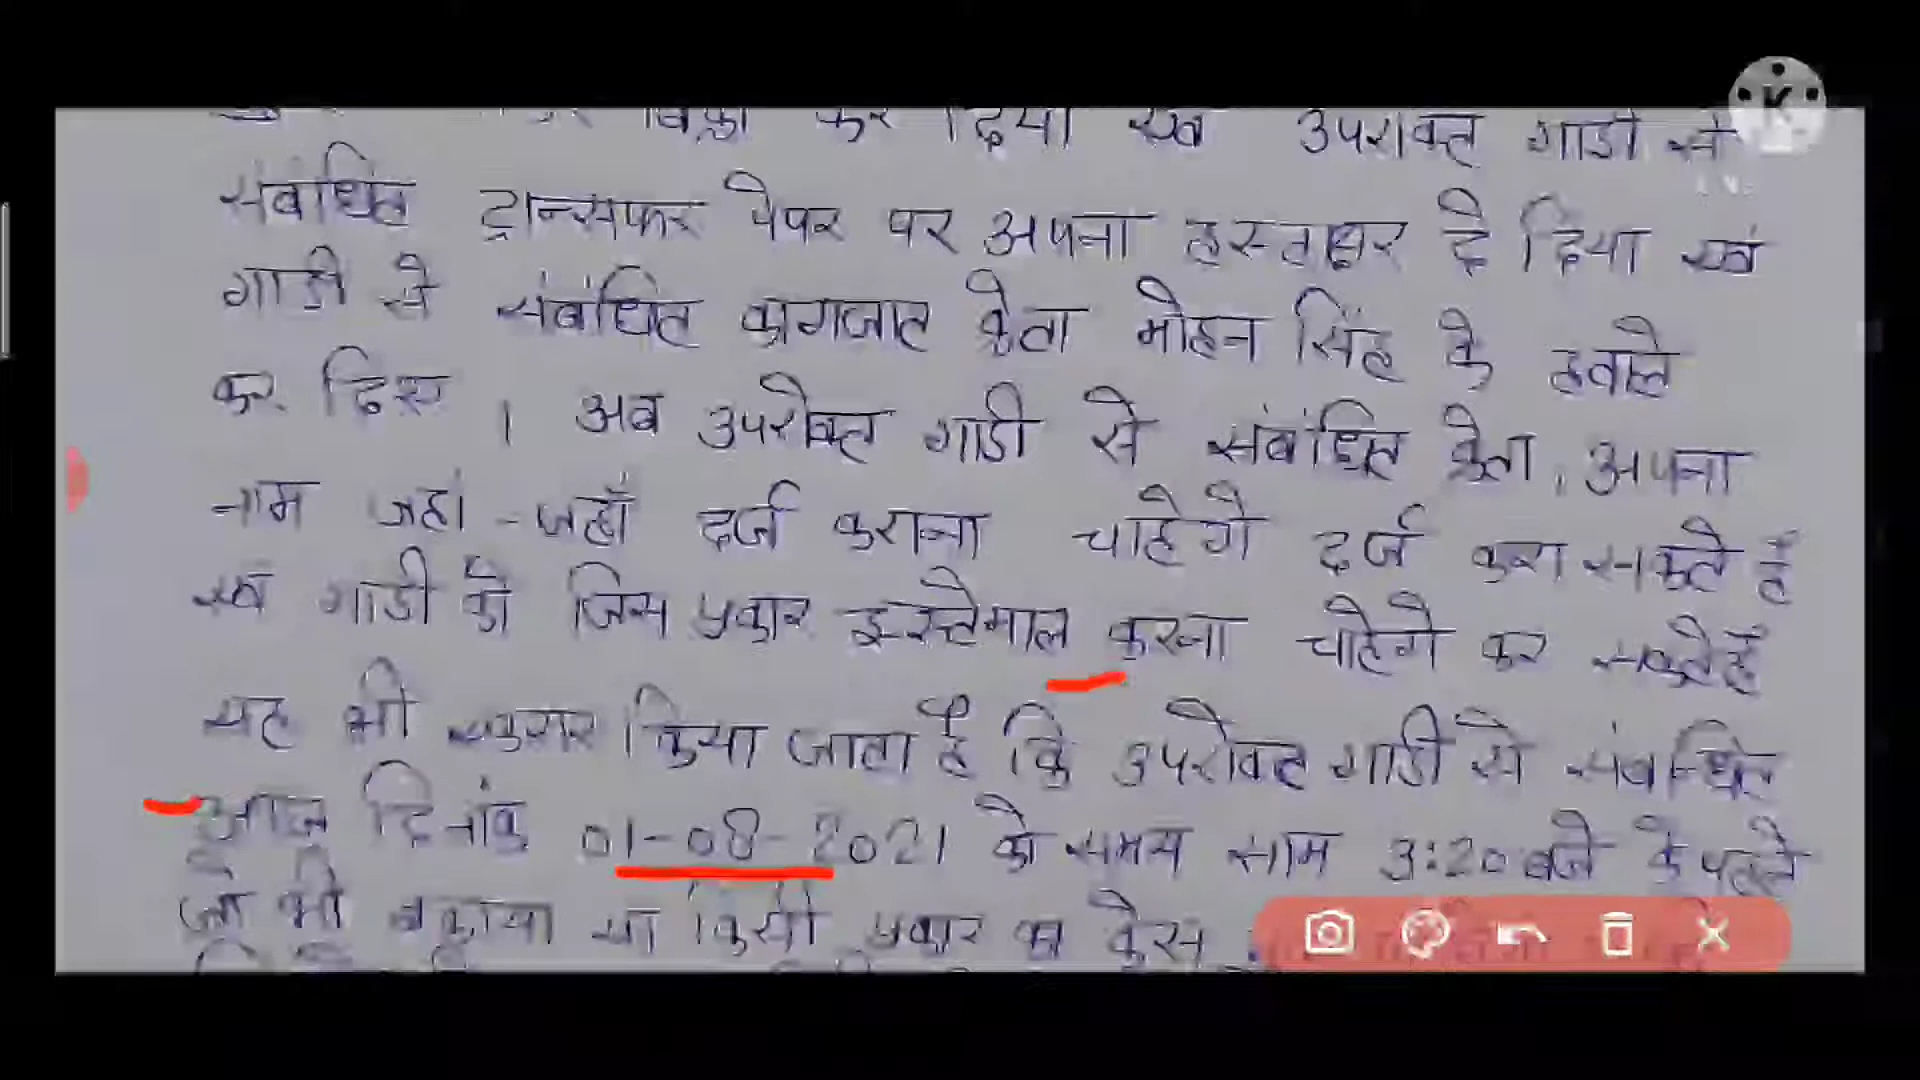 बिक्री कर दिया एवं उपरोक्त गाडी से
संबंधित ट्रान्सफर पेपर पर अपना हस्ताक्षर दे दिया एवं
गाडी से संबंधित कागजात क्रेता मोहन सिंह के हवाले
कर दिए । अब उपरोक्त गाडी से संबंधित क्रेता, अपना
नाम जहां - जहाँ दर्ज कराना चाहेगे दर्ज करा सकते हैं
एवं गाडी को जिस प्रकार इस्तेमाल करना चाहेगे कर सकते हैं
यह भी एकरार किया जाता है कि उपरोक्त गाडी से संबन्धित
आज दिनांक 01-08-2021 को समय साम 3:20 बजे के पहले
जो भी बकाया या किसी प्रकार का केस